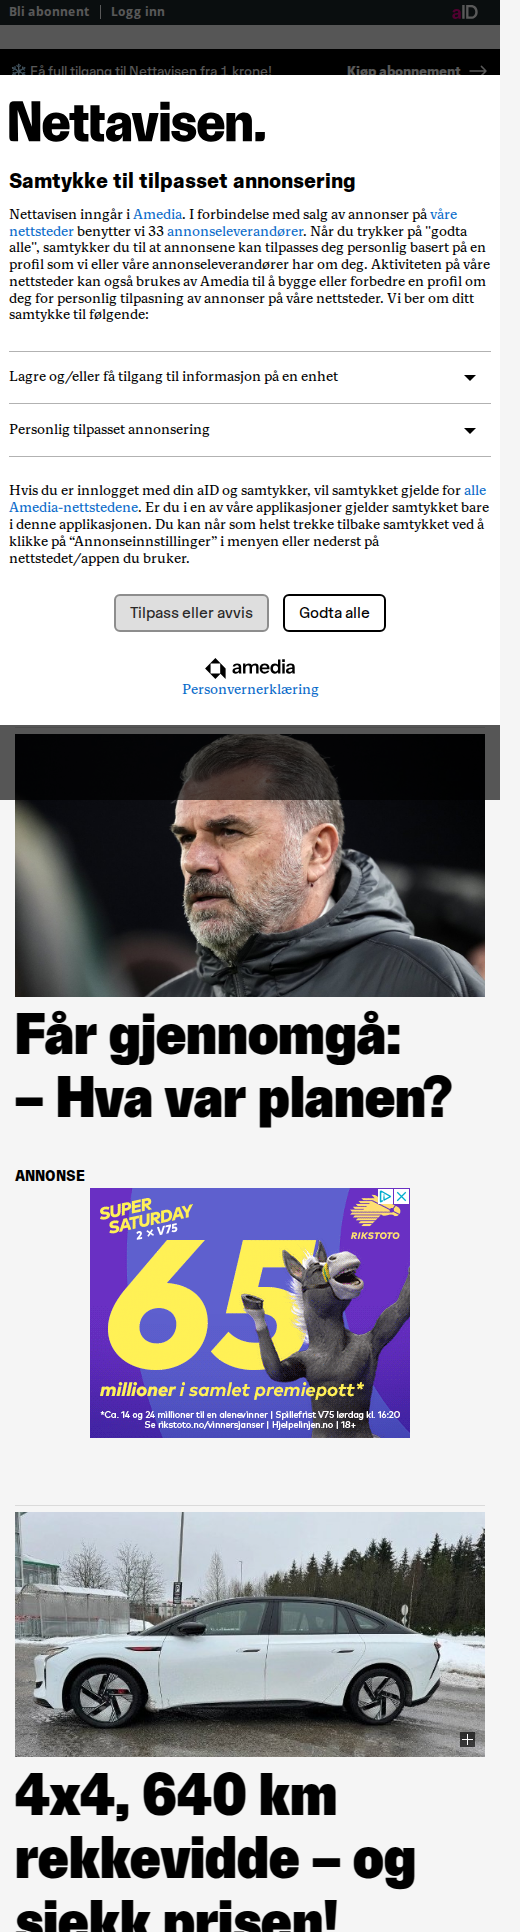 Bli abonnent | Logg inn
aID
Få full tilgang til Nettavisen fra 1 krone!
Kjøp abonnement
Nettavisen.
Samtykke til tilpasset annonsering
Nettavisen inngår i Amedia. I forbindelse med salg av annonser på våre
nettsteder benytter vi 33 annonseleverandører. Når du trykker på "godta
alle", samtykker du til at annonsene kan tilpasses deg personlig basert på en
profil som vi eller våre annonseleverandører har om deg. Aktiviteten på våre
nettsteder kan også brukes av Amedia til å bygge eller forbedre en profil om
deg for personlig tilpasning av annonser på våre nettsteder. Vi ber om ditt
samtykke til følgende:
Lagre og/eller få tilgang til informasjon på en enhet
Personlig tilpasset annonsering
Hvis du er innlogget med din aID og samtykker, vil samtykket gjelde for alle
Amedia-nettstedene. Er du i en av våre applikasjoner gjelder samtykket bare
i denne applikasjonen. Du kan når som helst trekke tilbake samtykket ved å
klikke på “Annonseinnstillinger” i menyen eller nederst på
nettstedet/appen du bruker.
Tilpass eller avvis
Godta alle
amedia
Personvernerklæring
Får gjennomgå:
– Hva var planen?
ANNONSE
SUPER
SATURDAY
2 x V75
RIKSTOTO
65
millioner i samlet premiepott*
*Ca. 14 og 24 millioner til en alenevinner | Spillefrist V75 lørdag kl. 16:20
Se rikstoto.no/vinnersjanser | Hjelpelinjen.no | 18+
4x4, 640 km
rekkevidde – og
sjekk prisen!